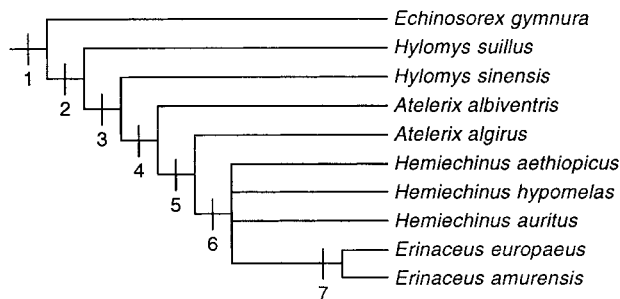 Echinosorex gymnura
Hylomys suillus
Hylomys sinensis
Atelerix albiventris
Atelerix algirus
Hemiechinus aethiopicus
Hemiechinus hypomelas
Hemiechinus auritus
Erinaceus europaeus
Erinaceus amurensis
1
2
3
4
5
6
7